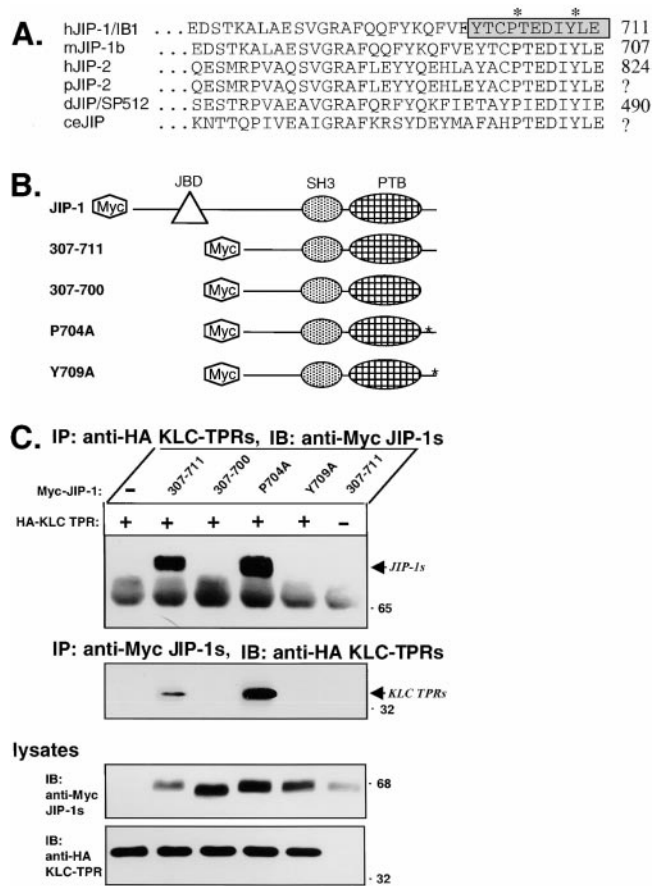 A.
* *
hJIP-1/IB1 ...EDSTKALAESVGRAFQQFYKQFVEYTCPTEDIYLE 711
mJIP-1b ...EDSTKALAESVGRAFQQFYKQFVEYTCPTEDIYLE 707
hJIP-2 ...QESMRPVAQSVGRAFLEYYQEHLAYACPTEDIYLE 824
pJIP-2 ...QESMRPVAQSVGRAFLEYYQEHLEYACPTEDIYLE ?
dJIP/SP512 ...SESTRPVAEAVGRAFQRFYQKFIETAYPIEDIYIE 490
ceJIP ...KNTTQPIVEAIGRAFKRSYDEYMAFAHPTEDIYLE ?
B.
JBD SH3 PTB
JIP-1 Myc
307-711 Myc
307-700 Myc
P704A Myc *
Y709A Myc *
C. IP: anti-HA KLC-TPRs, IB: anti-Myc JIP-1s
Myc-JIP-1: – 307-711 307-700 P704A Y709A 307-711
HA-KLC TPR: + + + + + –
JIP-1s
- 65
IP: anti-Myc JIP-1s, IB: anti-HA KLC-TPRs
KLC TPRs
- 32
lysates
IB:
anti-Myc
JIP-1s
- 68
IB:
anti-HA
KLC-TPR
- 32